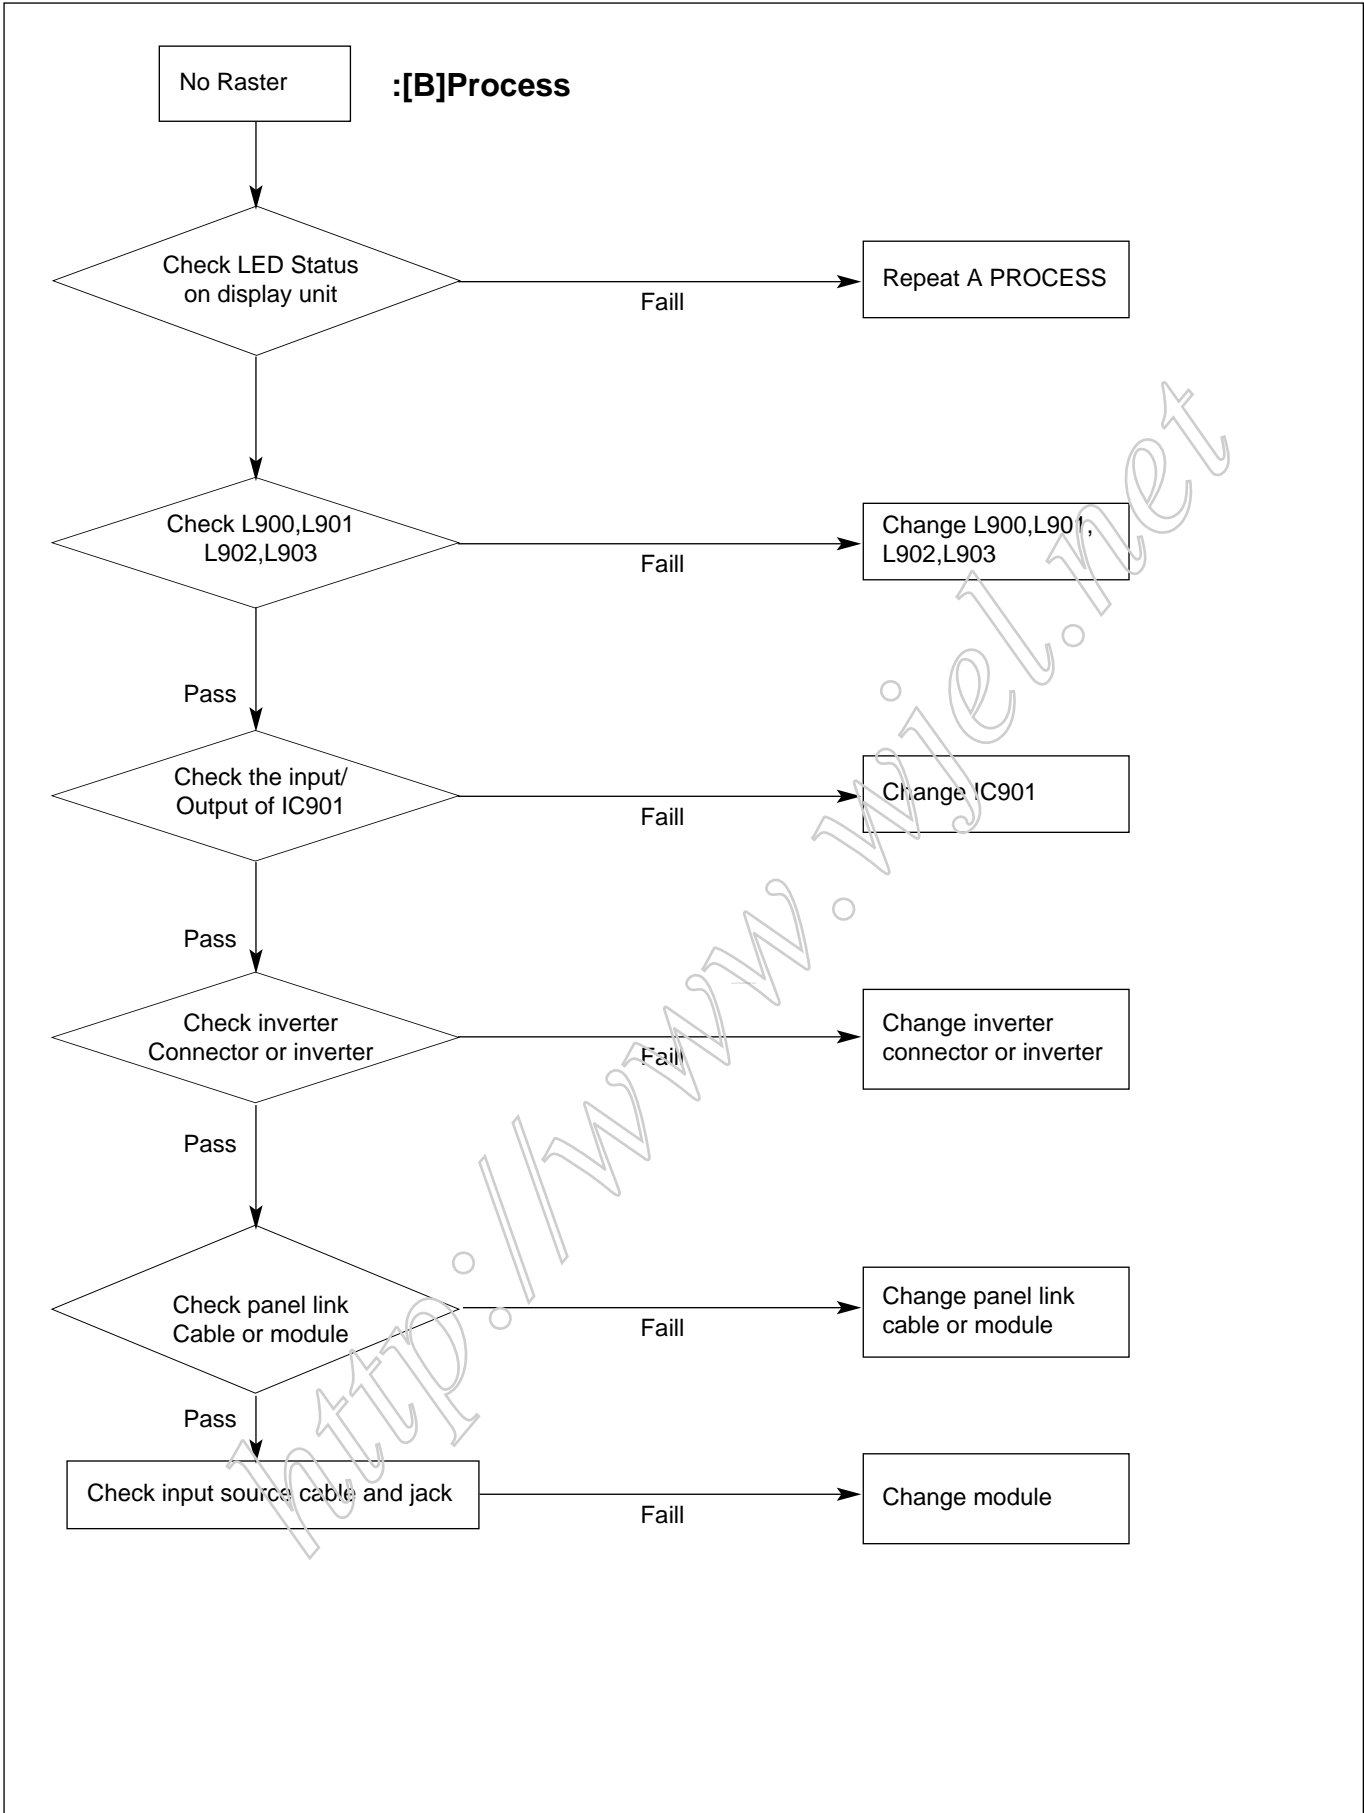 No Raster
:[B]Process
Check LED Status
on display unit
Faill
Repeat A PROCESS
Check L900,L901
L902,L903
Faill
Change L900,L901,
L902,L903
Pass
Check the input/
Output of IC901
Faill
Change IC901
Pass
Check inverter
Connector or inverter
Faill
Change inverter
connector or inverter
Pass
Check panel link
Cable or module
Faill
Change panel link
cable or module
Pass
Check input source cable and jack
Faill
Change module
http://www.wjel.net